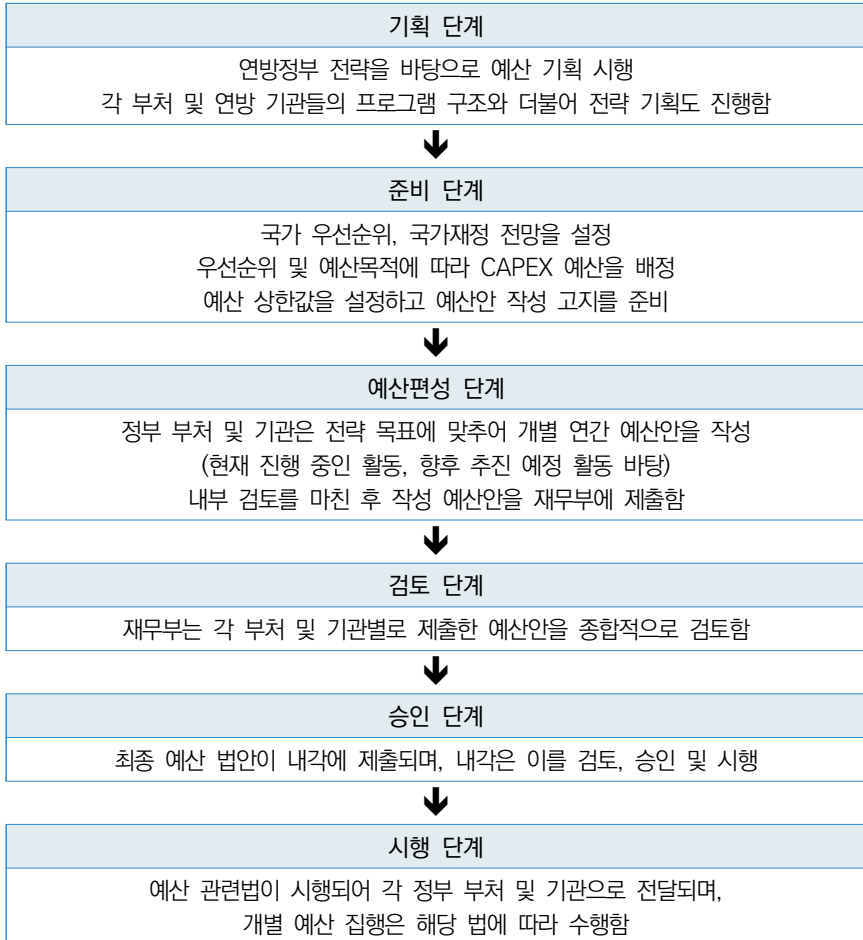 기획 단계
연방정부 전략을 바탕으로 예산 기획 시행
각 부처 및 연방 기관들의 프로그램 구조와 더불어 전략 기획도 진행함
준비 단계
국가 우선순위, 국가재정 전망을 설정
우선순위 및 예산목적에 따라 CAPEX 예산을 배정
예산 상한값을 설정하고 예산안 작성 고지를 준비
예산편성 단계
정부 부처 및 기관은 전략 목표에 맞추어 개별 연간 예산안을 작성
(현재 진행 중인 활동, 향후 추진 예정 활동 바탕)
내부 검토를 마친 후 작성 예산안을 재무부에 제출함
검토 단계
재무부는 각 부처 및 기관별로 제출한 예산안을 종합적으로 검토함
승인 단계
최종 예산 법안이 내각에 제출되며, 내각은 이를 검토, 승인 및 시행
시행 단계
예산 관련법이 시행되어 각 정부 부처 및 기관으로 전달되며,
개별 예산 집행은 해당 법에 따라 수행함